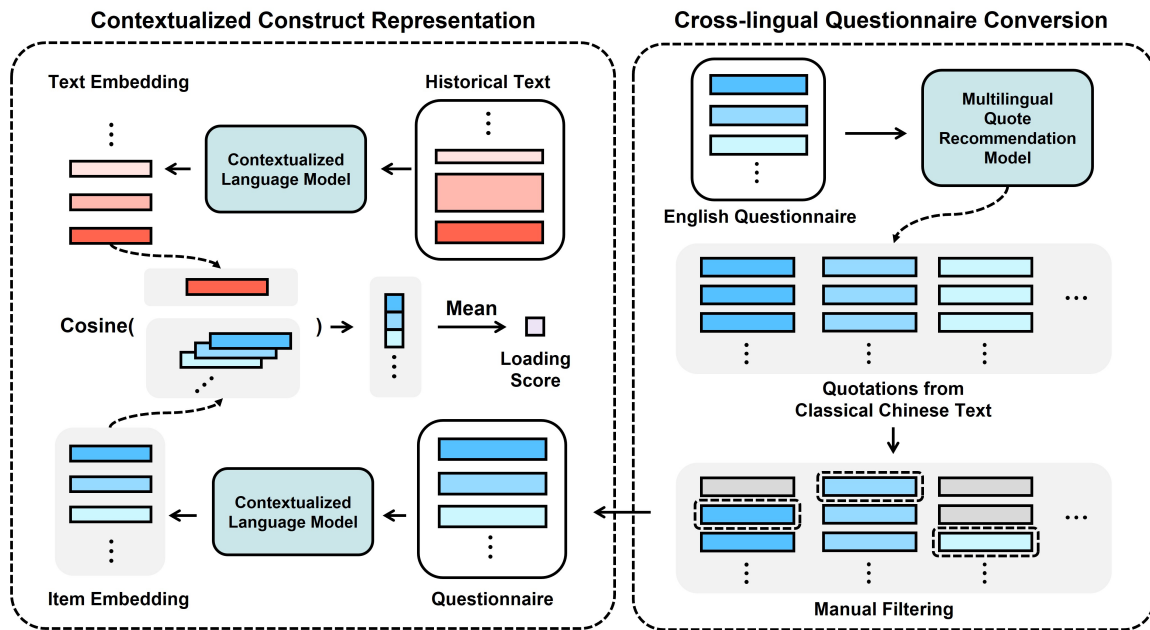 Contextualized Construct Representation
Text Embedding
Historical Text
Contextualized
Language Model
Cosine(
)
Mean
Loading
Score
Contextualized
Language Model
Item Embedding
Questionnaire
Cross-lingual Questionnaire Conversion
English Questionnaire
Multilingual
Quote
Recommendation
Model
Quotations from
Classical Chinese Text
Manual Filtering